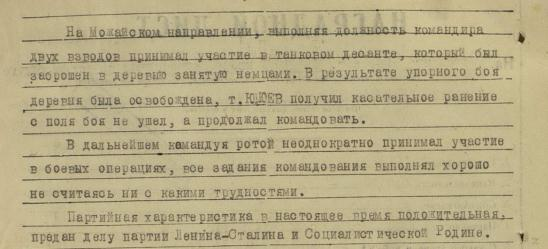 На Можайском направлении, выполняя должность командира
двух взводов принимал участие в танковом десанте, который был
заброшен в деревню занятую немцами. В результате упорного боя
деревня была освобождена, т. получил касательное ранение
с поля боя не ушел, а продолжал командовать.
В дальнейшем командуя ротой неоднократно принимал участие
в боевых операциях, все задания командования выполнял хорошо
не считаясь ни с какими трудностями.
Партийная характеристика в настоящее время положительная,
предан делу партии Ленина-Сталина и Социалистической Родине.